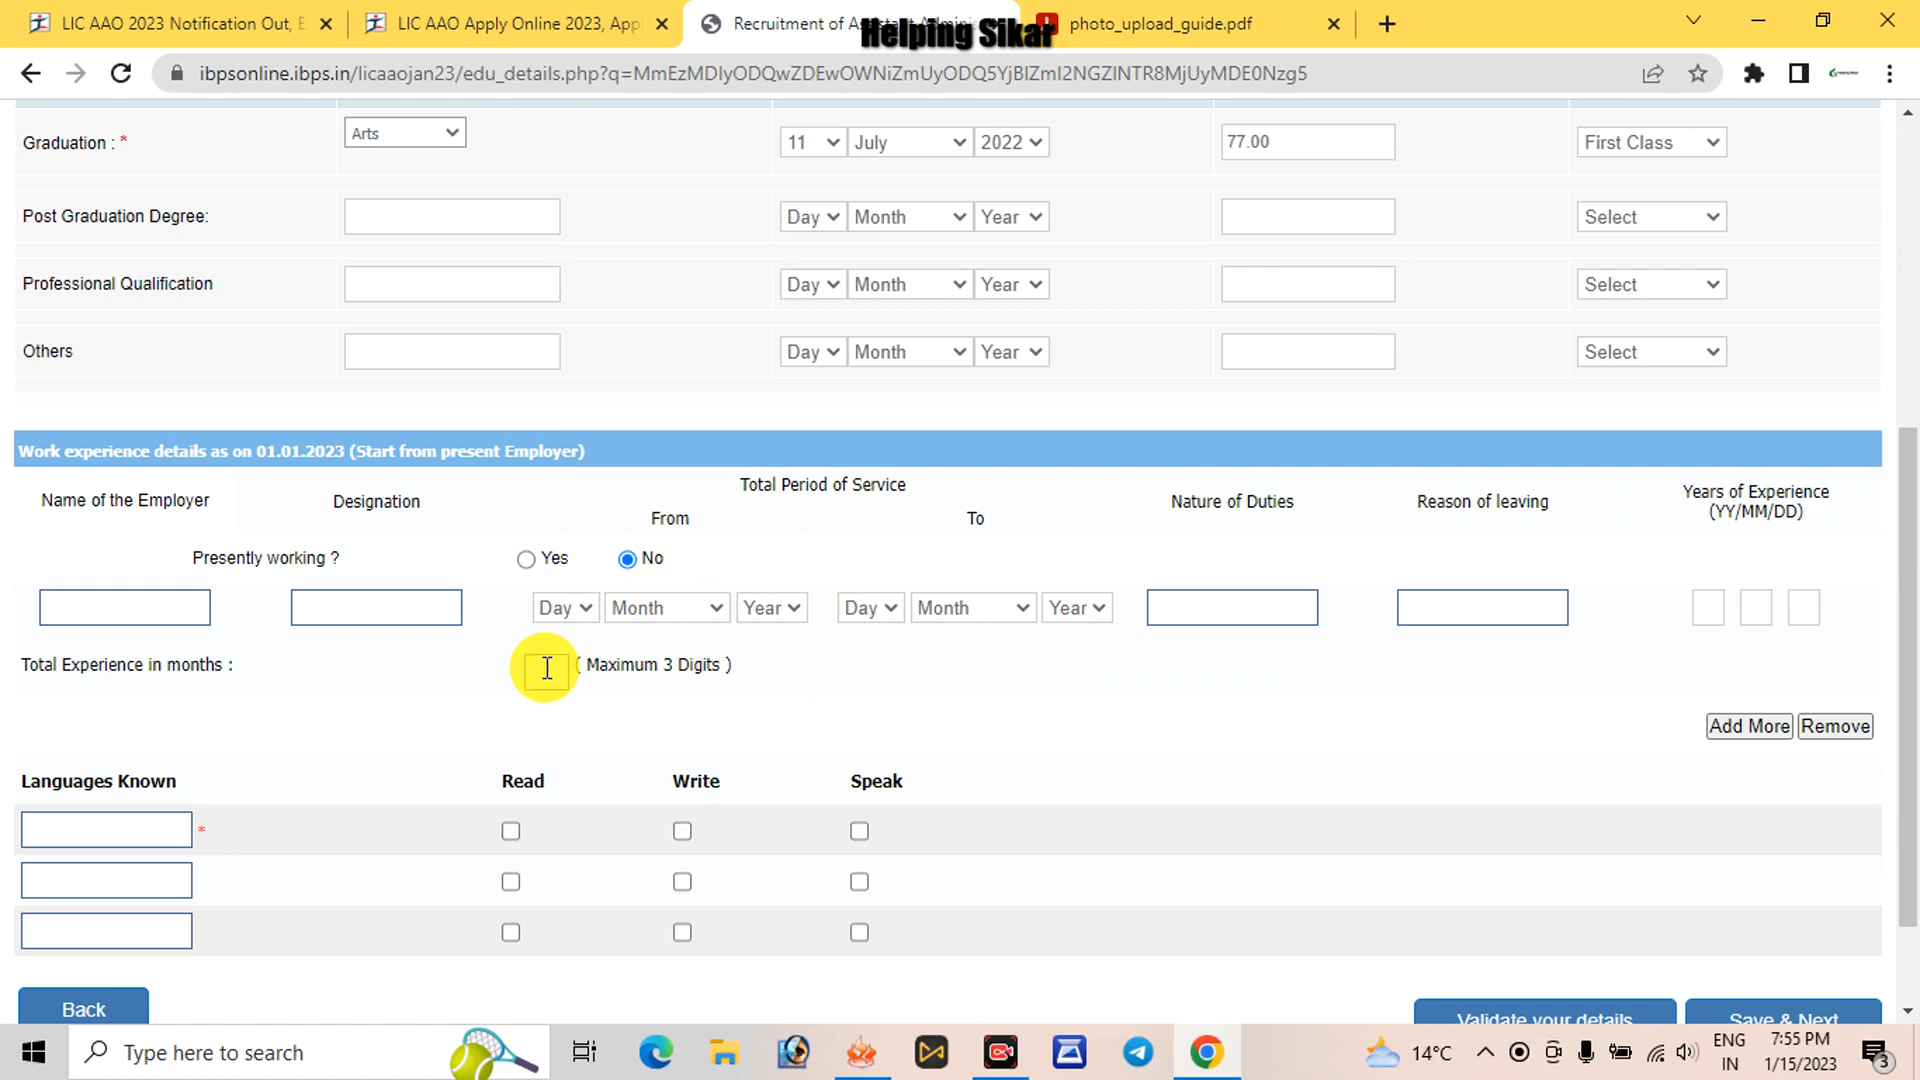 LIC AAO 2023 Notification Out, E
LIC AAO Apply Online 2023, Appl
Recruitment of Assistant Adminis
Helping Sikar
photo_upload_guide.pdf
ibpsonline.ibps.in/licaaojan23/edu_details.php?q=MmEzMDIyODQwZDEwOWNiZmUyODQ5YjBlZmI2NGZlNTR8MjUyMDE0Nzg5
Graduation : * Arts 11 July 2022 77.00 First Class
Post Graduation Degree: Day Month Year Select
Professional Qualification Day Month Year Select
Others Day Month Year Select
Work experience details as on 01.01.2023 (Start from present Employer)
Name of the Employer Designation Total Period of Service Nature of Duties Reason of leaving Years of Experience
From To (YY/MM/DD)
Presently working ? Yes No
Day Month Year Day Month Year
Total Experience in months : ( Maximum 3 Digits )
Add More Remove
Languages Known Read Write Speak
*
Back Validate your details Save & Next
Type here to search 14°C ENG 7:55 PM
IN 1/15/2023 3